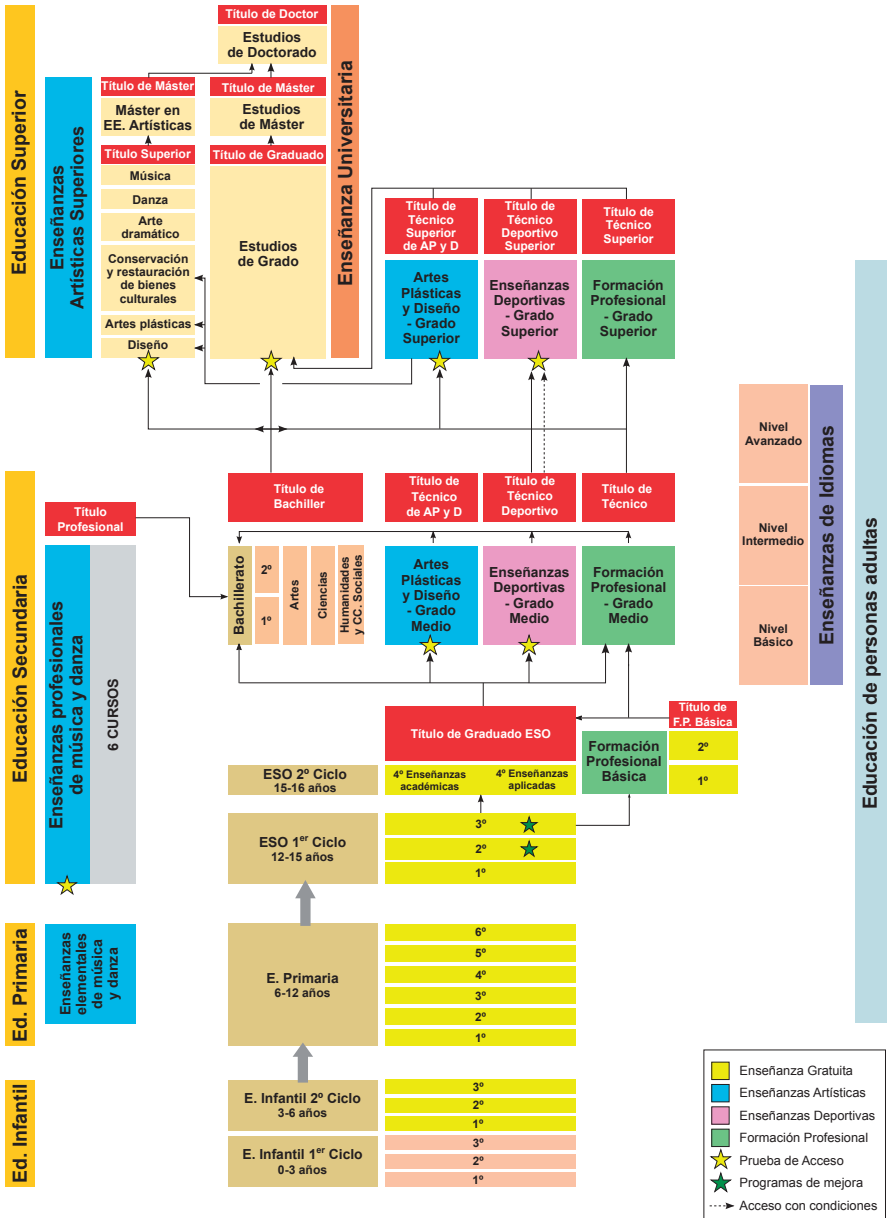 Educación Superior
Enseñanzas
Artísticas Superiores
Título de Doctor
Estudios
de Doctorado
Título de Máster
Máster en
EE. Artísticas
Título Superior
Música
Danza
Arte
dramático
Conservación
y restauración
de bienes
culturales
Artes plásticas
Diseño
Título de Máster
Estudios
de Máster
Título de Graduado
Estudios
de Grado
Enseñanza Universitaria
Título de
Técnico
Superior
de AP y D
Título de
Técnico
Deportivo
Superior
Título de
Técnico
Superior
Artes
Plásticas
y Diseño
- Grado
Superior
Enseñanzas
Deportivas
- Grado
Superior
Formación
Profesional
- Grado
Superior
Educación Secundaria
Título
Profesional
Enseñanzas profesionales
de música y danza
6 CURSOS
Título de
Bachiller
Título de
Técnico
de AP y D
Título de
Técnico
Deportivo
Título de
Técnico
Bachillerato
2º
1º
Artes
Ciencias
Humanidades
y CC. Sociales
Artes
Plásticas
y Diseño
- Grado
Medio
Enseñanzas
Deportivas
- Grado
Medio
Formación
Profesional
- Grado
Medio
Nivel
Avanzado
Nivel
Intermedio
Nivel
Básico
Enseñanzas de Idiomas
Educación de personas adultas
Título de Graduado ESO
Título de
F.P. Básica
Formación
Profesional
Básica
2º
1º
ESO 2º Ciclo
15-16 años
4º Enseñanzas
académicas
4º Enseñanzas
aplicadas
ESO 1er Ciclo
12-15 años
3º
2º
1º
Ed. Primaria
Enseñanzas
elementales
de música
y danza
E. Primaria
6-12 años
6º
5º
4º
3º
2º
1º
Ed. Infantil
E. Infantil 2º Ciclo
3-6 años
3º
2º
1º
E. Infantil 1er Ciclo
0-3 años
3º
2º
1º
Enseñanza Gratuita
Enseñanzas Artísticas
Enseñanzas Deportivas
Formación Profesional
Prueba de Acceso
Programas de mejora
Acceso con condiciones